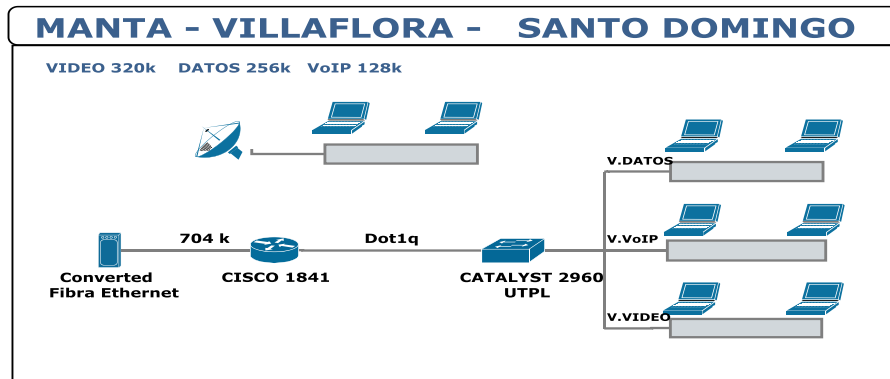 MANTA - VILLAFLORA - SANTO DOMINGO
VIDEO 320k DATOS 256k VoIP 128k
V.DATOS
704 k
Dot1q
V.VoIP
Converted
Fibra Ethernet
CISCO 1841
CATALYST 2960
UTPL
V.VIDEO